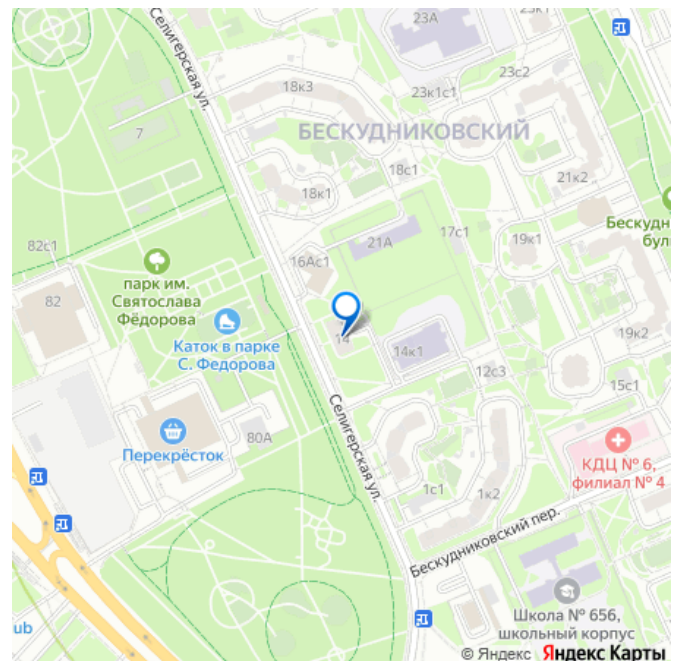 Селигерская ул.
23А
23к1
18к3
23с2
23к1с1
7
БЕСКУДНИКОВСКИЙ
18с1
18к1
21к2
82с1
21А
17с1
19к1
16Ас1
парк им.
Святослава
Фёдорова
82
Каток в парке
С. Федорова
14
14к1
19к2
12с3
15с1
Селигерская ул.
80А
Перекрёсток
КДЦ № 6,
филиал № 4
1с1
1к2
Бескудниковский пер.
Школа № 656,
школьный корпус
ub
© Яндекс Яндекс Карты